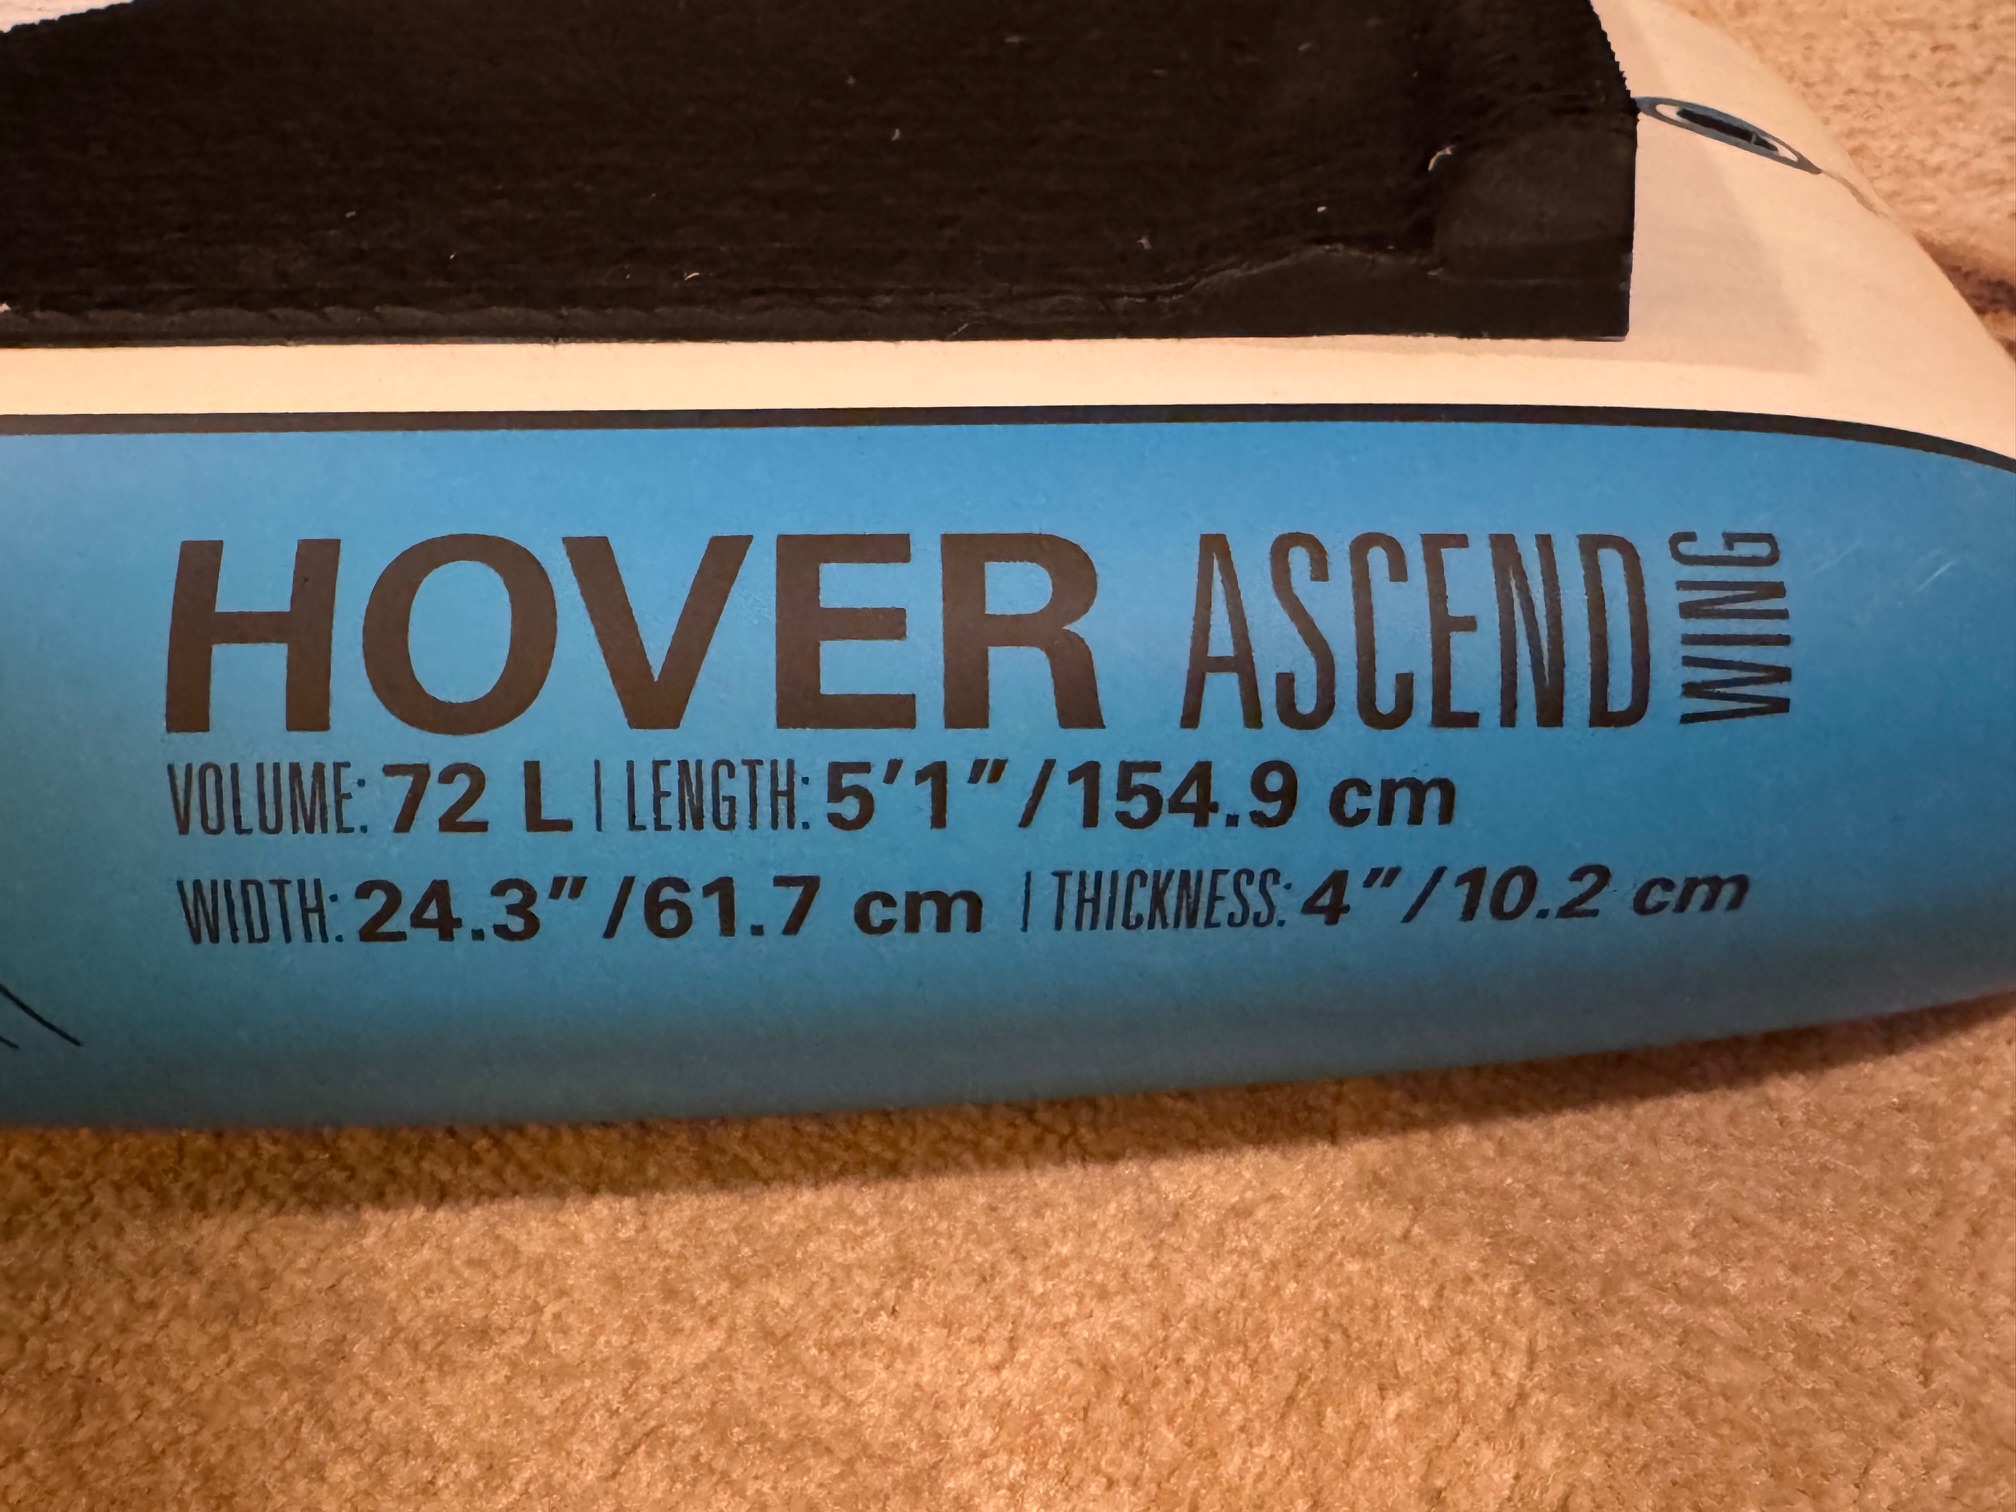 HOVER ASCEND WING
VOLUME: 72 L | LENGTH: 5'1"/154.9 cm
WIDTH: 24.3"/61.7 cm | THICKNESS: 4"/10.2 cm